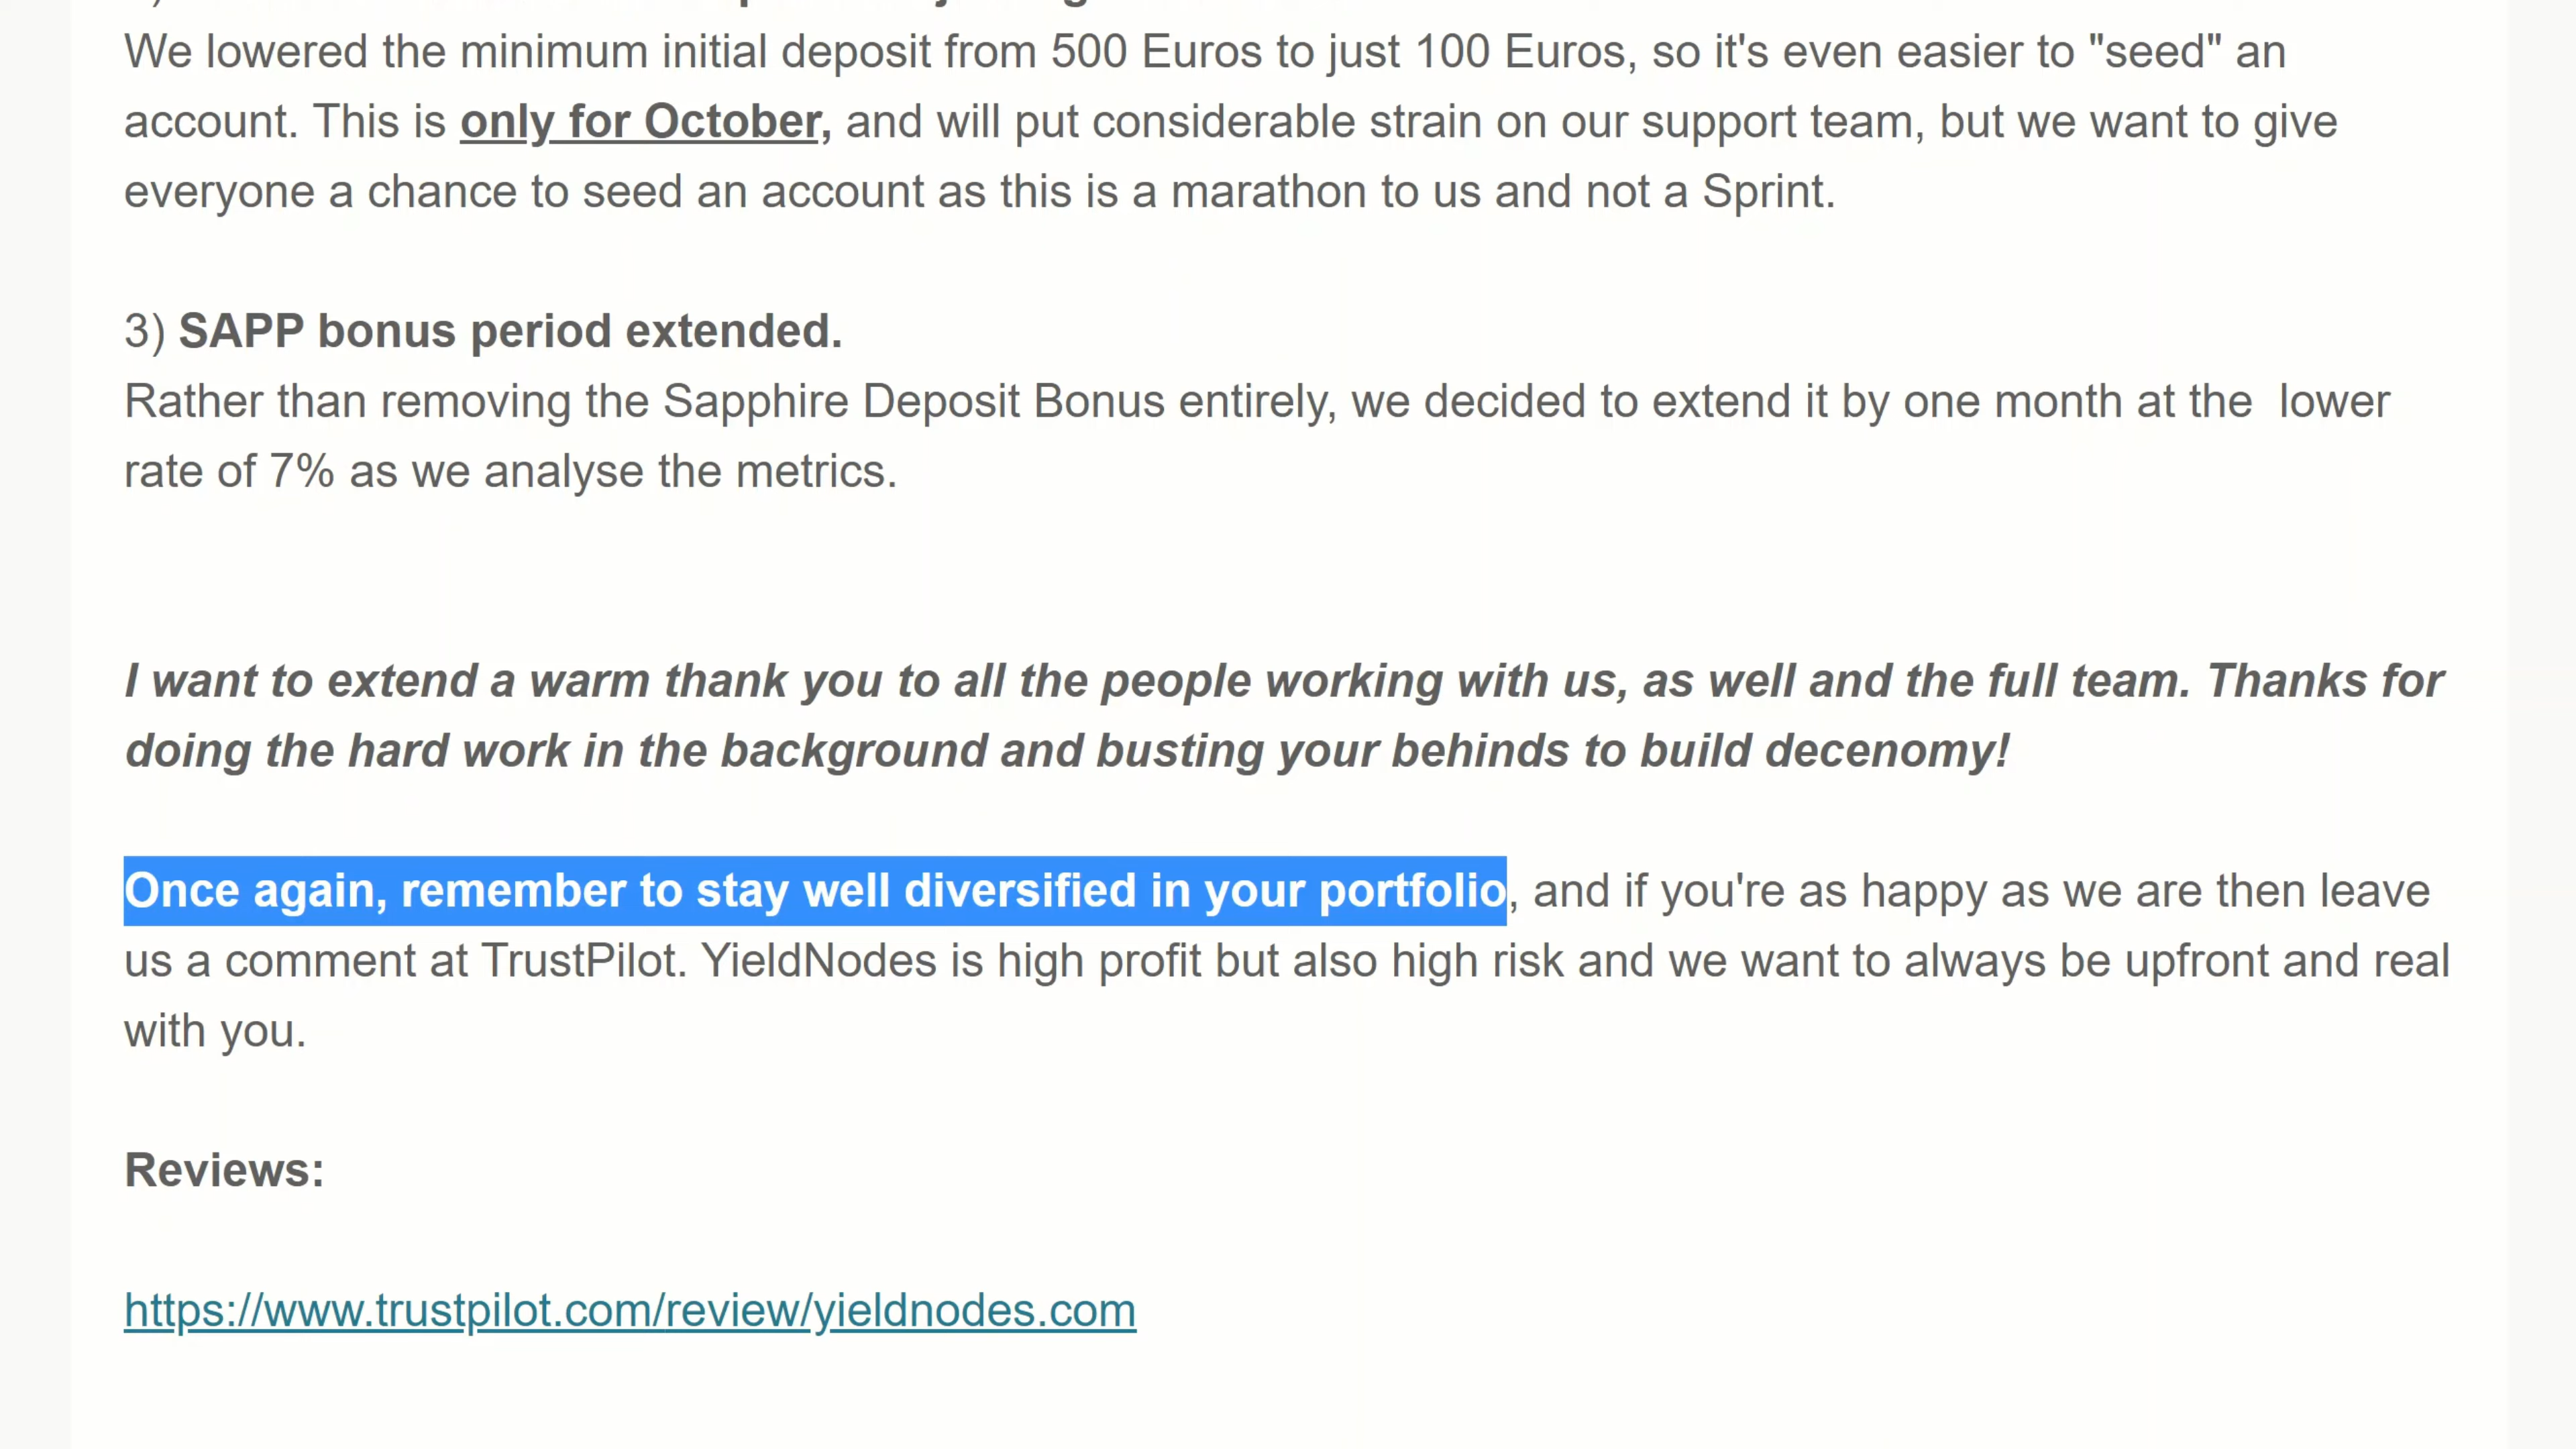 We lowered the minimum initial deposit from 500 Euros to just 100 Euros, so it's even easier to "seed" an
account. This is only for October, and will put considerable strain on our support team, but we want to give
everyone a chance to seed an account as this is a marathon to us and not a Sprint.
3) SAPP bonus period extended.
Rather than removing the Sapphire Deposit Bonus entirely, we decided to extend it by one month at the  lower
rate of 7% as we analyse the metrics.
I want to extend a warm thank you to all the people working with us, as well and the full team. Thanks for
doing the hard work in the background and busting your behinds to build decenomy!
Once again, remember to stay well diversified in your portfolio, and if you're as happy as we are then leave
us a comment at TrustPilot. YieldNodes is high profit but also high risk and we want to always be upfront and real
with you.
Reviews:
https://www.trustpilot.com/review/yieldnodes.com